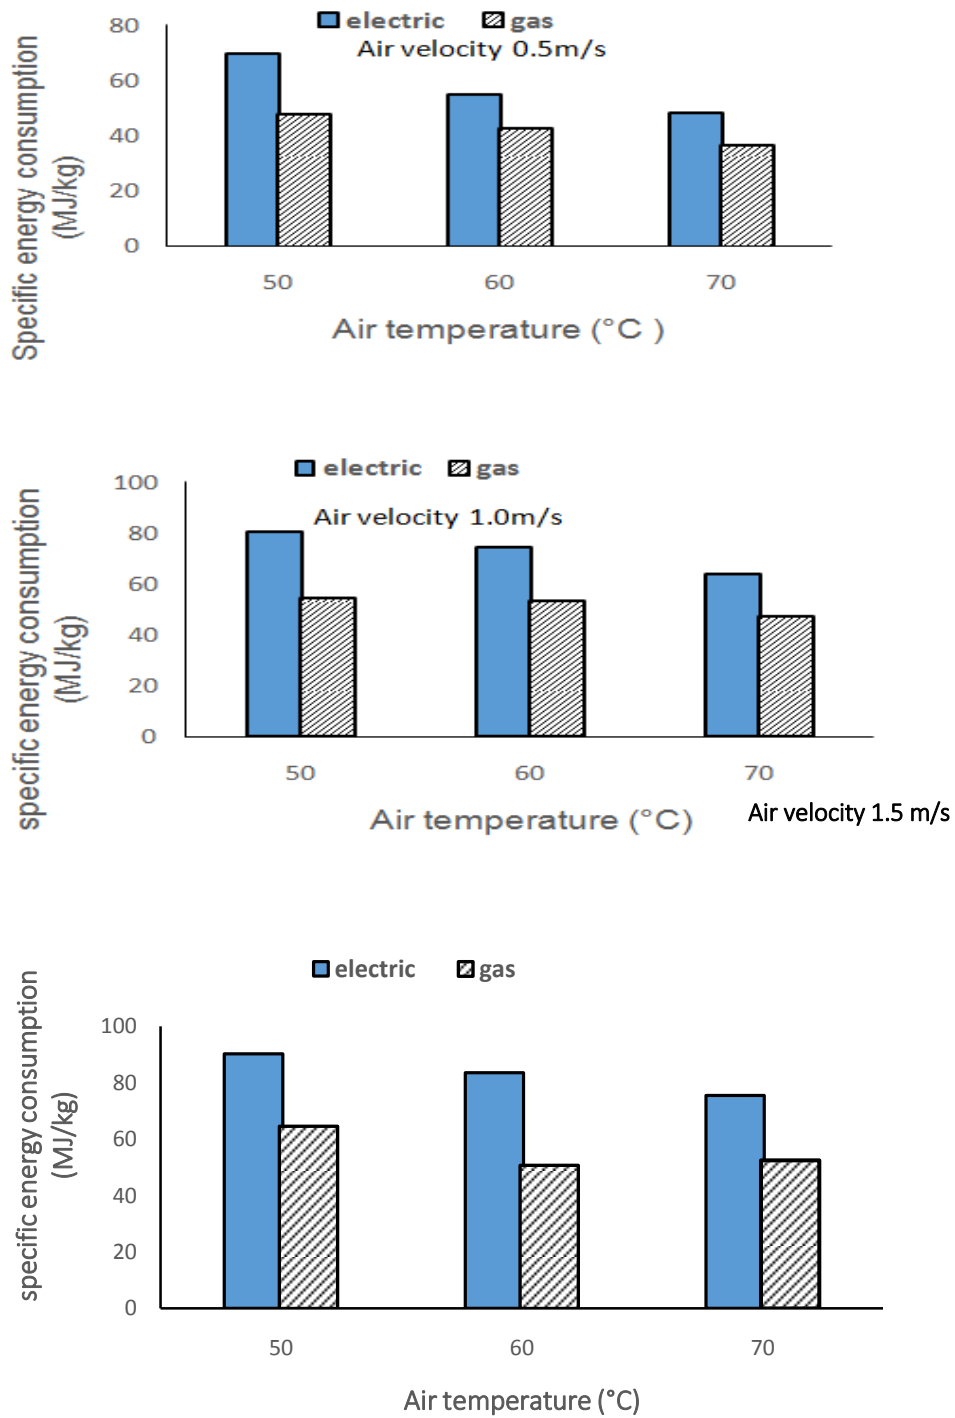 electric gas
Air velocity 0.5m/s
Specific energy consumption
(MJ/kg)
80
60
40
20
0
50 60 70
Air temperature (°C )
electric gas
Air velocity 1.0m/s
specific energy consumption
(MJ/kg)
100
80
60
40
20
0
50 60 70
Air temperature (°C)
Air velocity 1.5 m/s
electric gas
specific energy consumption
(MJ/kg)
100
80
60
40
20
0
50 60 70
Air temperature (°C)